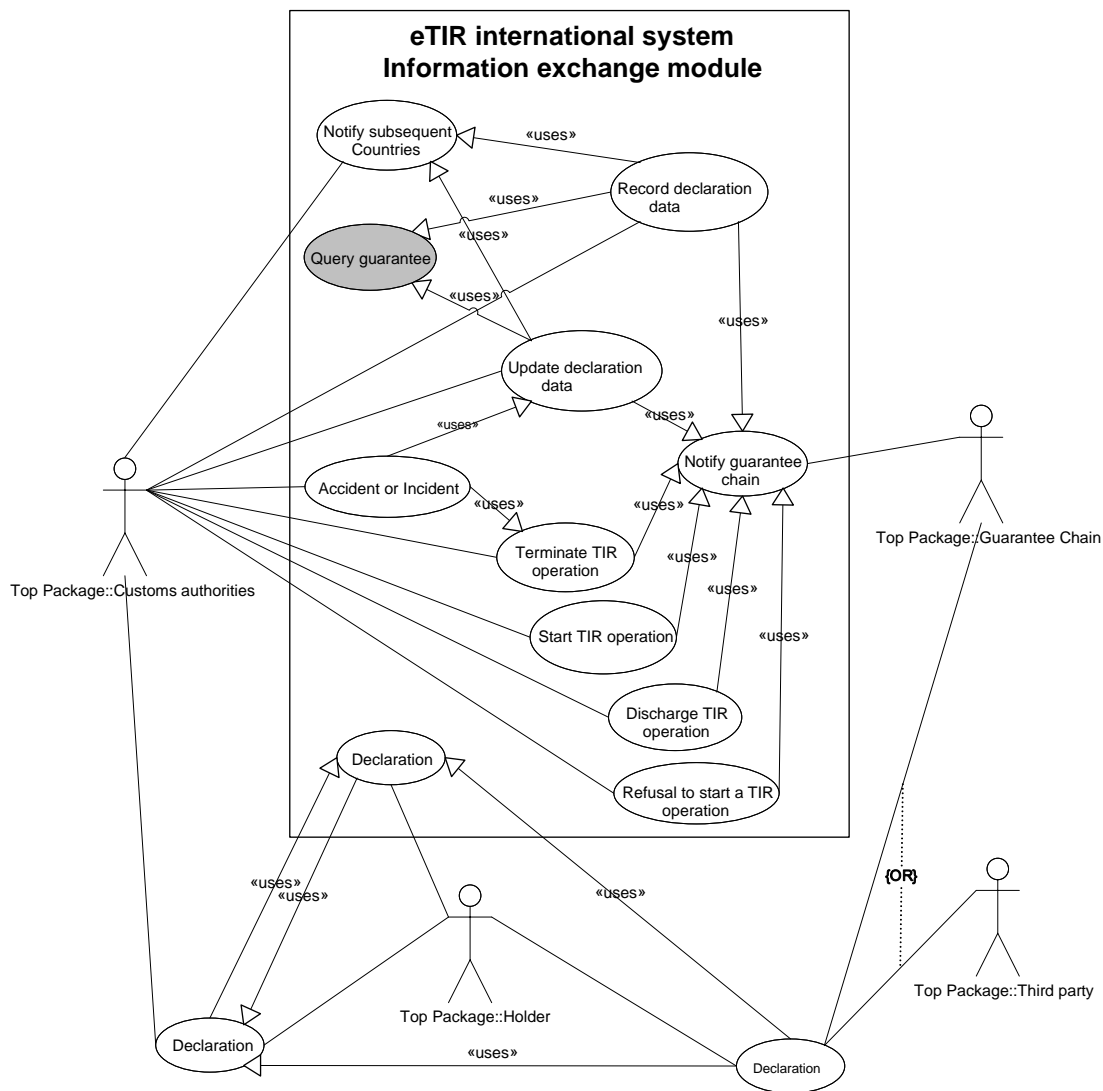 eTIR international system
Information exchange module
Notify subsequent
Countries
«uses»
Record declaration
data
«uses»
«uses»
Query guarantee
«uses»
«uses»
Update declaration
data
«uses»
«uses»
Notify guarantee
chain
Accident or Incident
«uses»
«uses»
Top Package::Guarantee Chain
Terminate TIR
operation
«uses»
Top Package::Customs authorities
«uses»
Start TIR operation
«uses»
Discharge TIR
operation
Declaration
Refusal to start a TIR
operation
«uses»
«uses»
«uses»
{OR}
Top Package::Third party
Top Package::Holder
Declaration
«uses»
Declaration